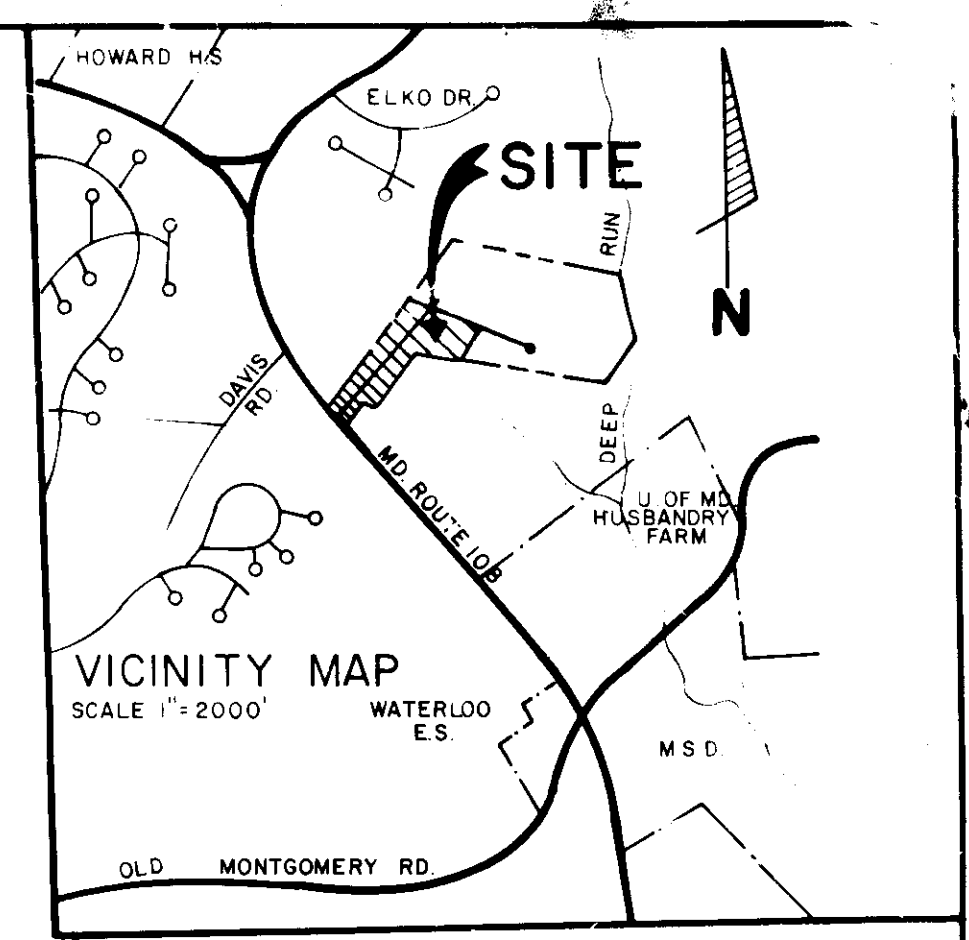 HOWARD H.S
ELKO DR.
SITE
RUN
N
DAVIS
RD.
DEEP
MD. ROUTE 108
U. OF MD.
HUSBANDRY
FARM
VICINITY MAP
SCALE 1"=2000'
WATERLOO
E.S.
M S D.
OLD MONTGOMERY RD.